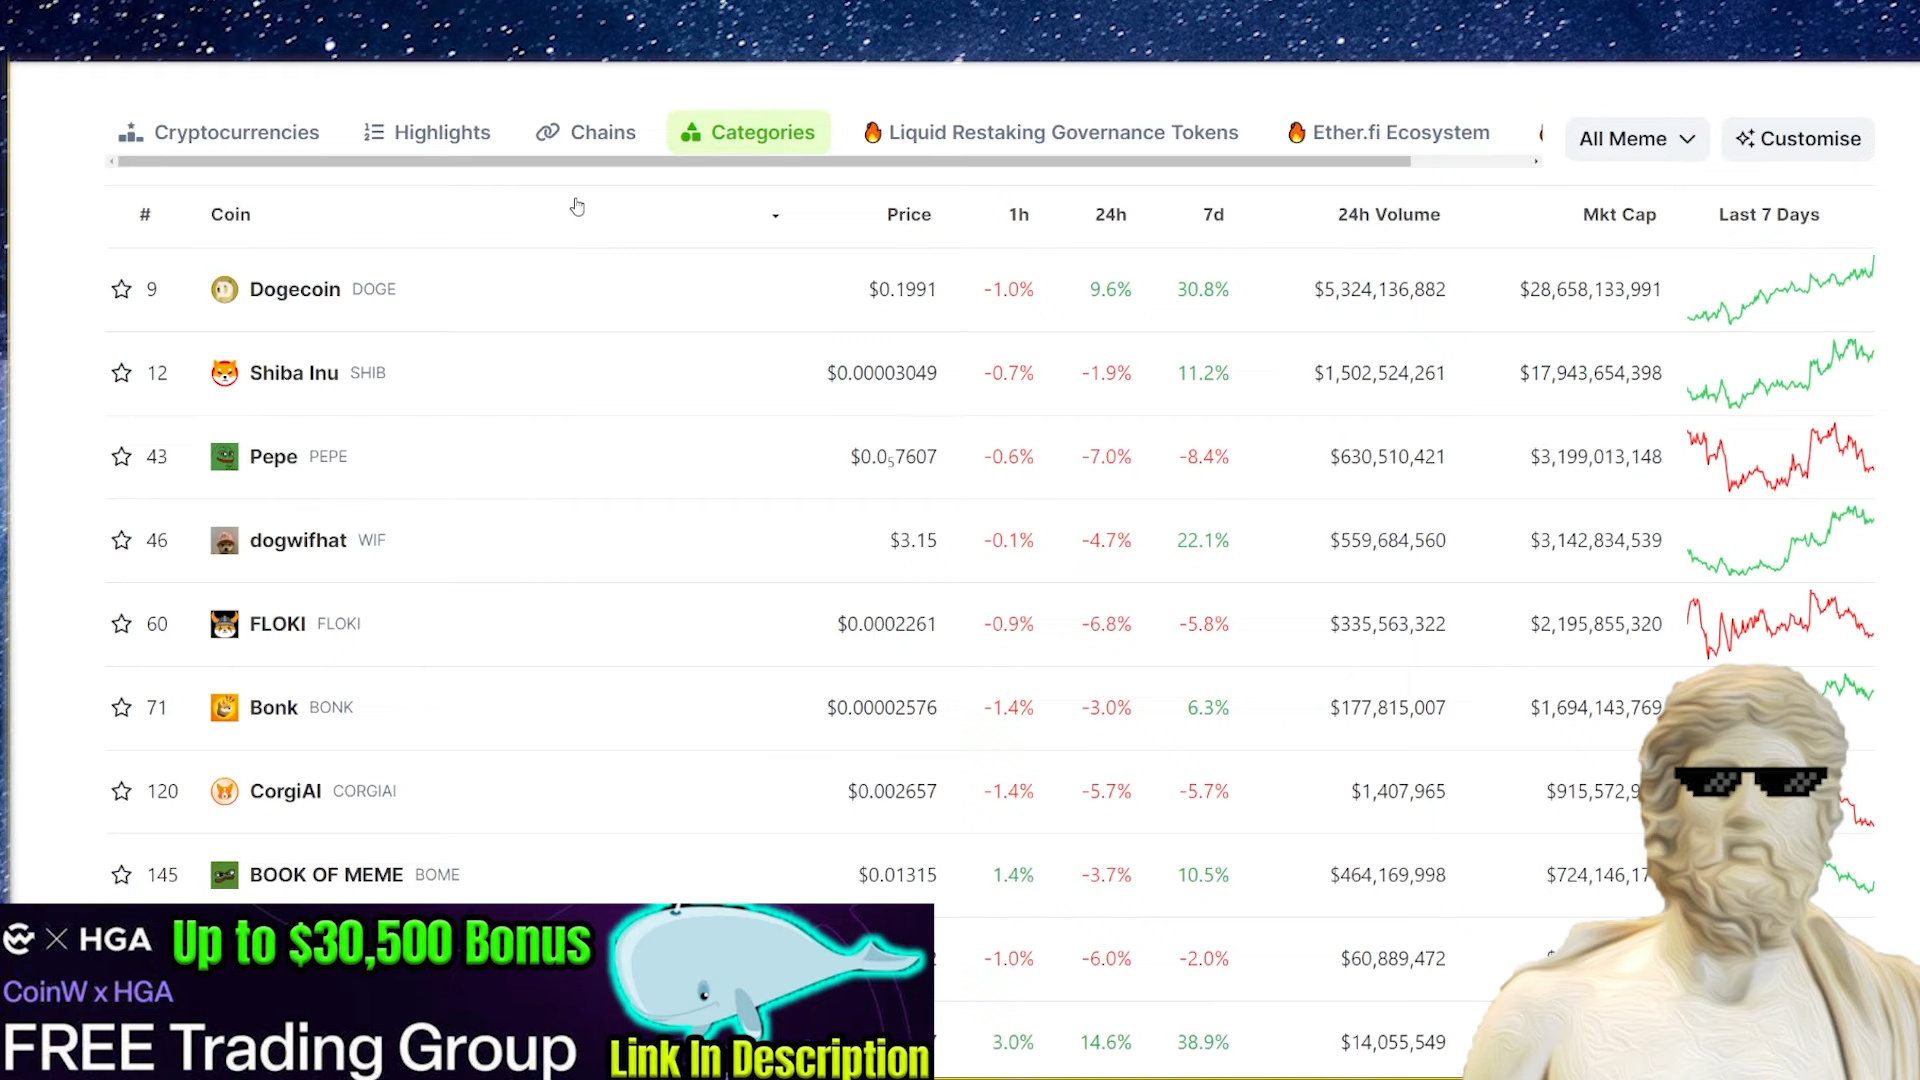 Cryptocurrencies Highlights Chains Categories Liquid Restaking Governance Tokens Ether.fi Ecosystem All Meme Customise
# Coin Price 1h 24h 7d 24h Volume Mkt Cap Last 7 Days
9 Dogecoin DOGE $0.1991 -1.0% 9.6% 30.8% $5,324,136,882 $28,658,133,991
12 Shiba Inu SHIB $0.00003049 -0.7% -1.9% 11.2% $1,502,524,261 $17,943,654,398
43 Pepe PEPE $0.0₅7607 -0.6% -7.0% -8.4% $630,510,421 $3,199,013,148
46 dogwifhat WIF $3.15 -0.1% -4.7% 22.1% $559,684,560 $3,142,834,539
60 FLOKI FLOKI $0.0002261 -0.9% -6.8% -5.8% $335,563,322 $2,195,855,320
71 Bonk BONK $0.00002576 -1.4% -3.0% 6.3% $177,815,007 $1,694,143,769
120 CorgiAI CORGIAI $0.002657 -1.4% -5.7% -5.7% $1,407,965 $915,572,9
145 BOOK OF MEME BOME $0.01315 1.4% -3.7% 10.5% $464,169,998 $724,146,17
-1.0% -6.0% -2.0% $60,889,472 $
3.0% 14.6% 38.9% $14,055,549
HGA Up to $30,500 Bonus
CoinW x HGA
FREE Trading Group
Link In Description